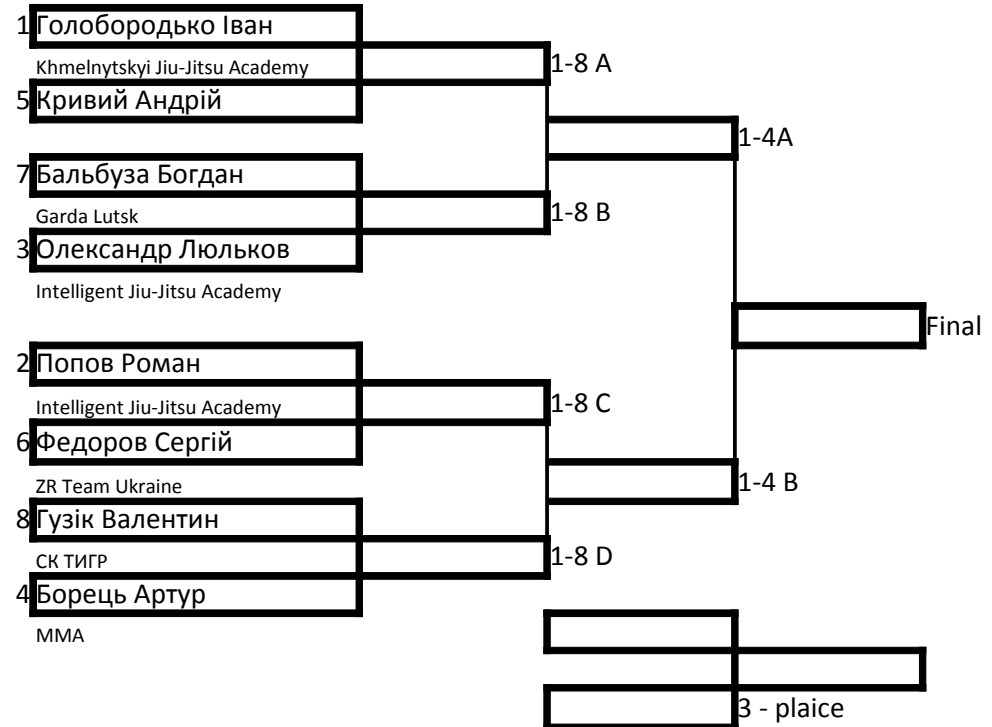 1 Голобородько Іван
Khmelnytskyi Jiu-Jitsu Academy
1-8 A
5 Кривий Андрій
1-4A
7 Бальбуза Богдан
Garda Lutsk
1-8 B
3 Олександр Люльков
Intelligent Jiu-Jitsu Academy
Final
2 Попов Роман
Intelligent Jiu-Jitsu Academy
1-8 C
6 Федоров Сергій
ZR Team Ukraine
1-4 B
8 Гузік Валентин
СК ТИГР
1-8 D
4 Борець Артур
ММА
3 - plaice